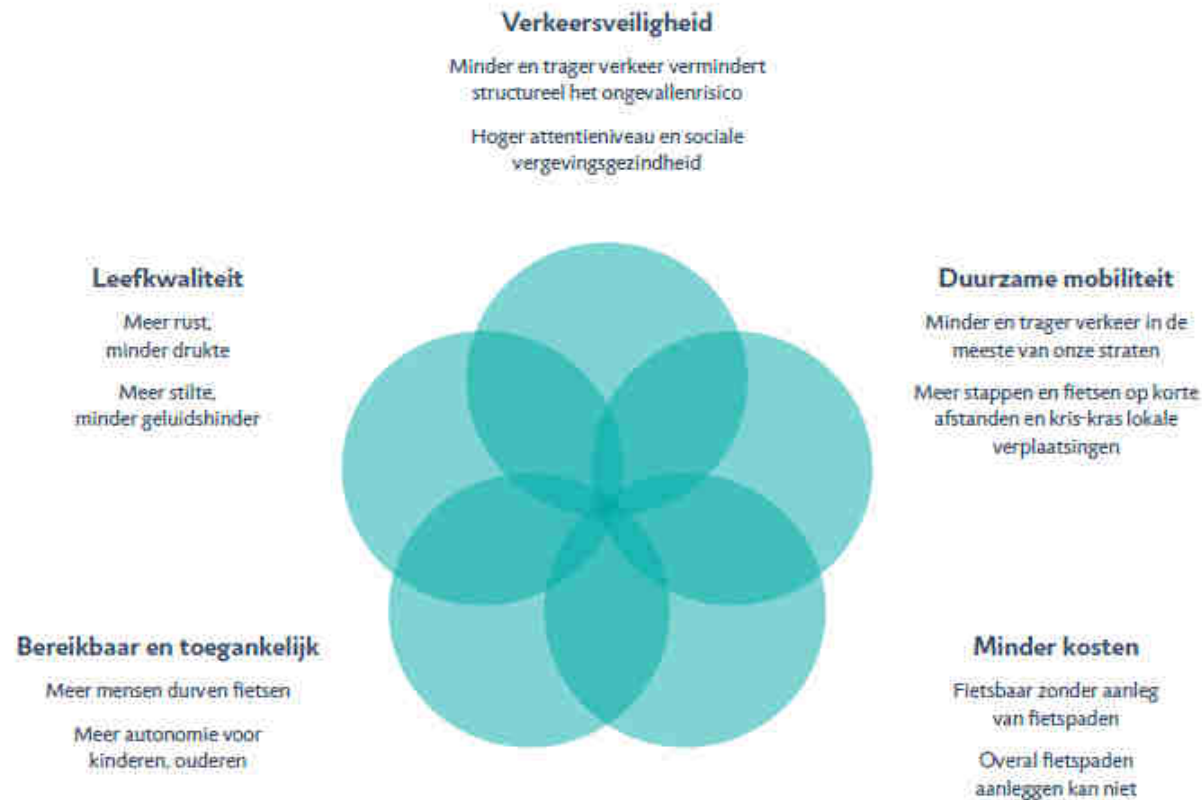 Verkeersveiligheid
Minder en trager verkeer vermindert
structureel het ongevallenrisico
Hoger attentieniveau en sociale
vergevingsgezindheid
Leefkwaliteit
Meer rust,
minder drukte
Meer stilte,
minder geluidshinder
Duurzame mobiliteit
Minder en trager verkeer in de
meeste van onze straten
Meer stappen en fietsen op korte
afstanden en kris-kras lokale
verplaatsingen
Bereikbaar en toegankelijk
Meer mensen durven fietsen
Meer autonomie voor
kinderen, ouderen
Minder kosten
Fietsbaar zonder aanleg
van fietspaden
Overal fietspaden
aanleggen kan niet